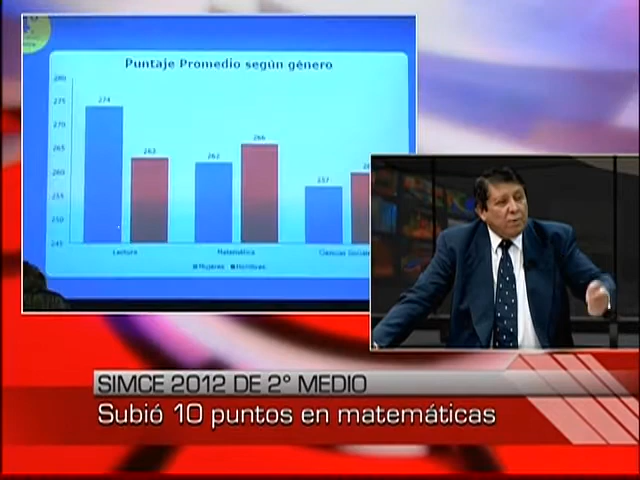 Puntaje Promedio según género
280
275
270
265
260
255
250
245
274
263
262
266
257
Lectura
Matemática
Ciencias Sociales
Mujeres
Hombres
SIMCE 2012 DE 2° MEDIO
Subió 10 puntos en matemáticas